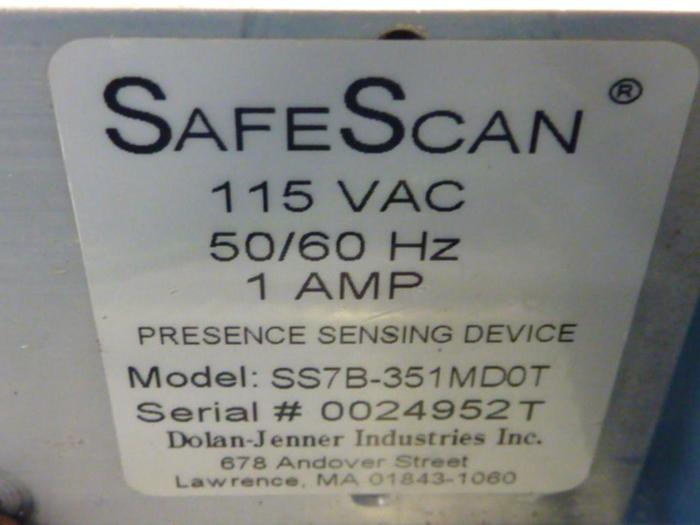 SAFESCAN ®
115 VAC
50/60 Hz
1 AMP
PRESENCE SENSING DEVICE
Model: SS7B-351MD0T
Serial # 0024952T
Dolan-Jenner Industries Inc.
678 Andover Street
Lawrence, MA 01843-1060